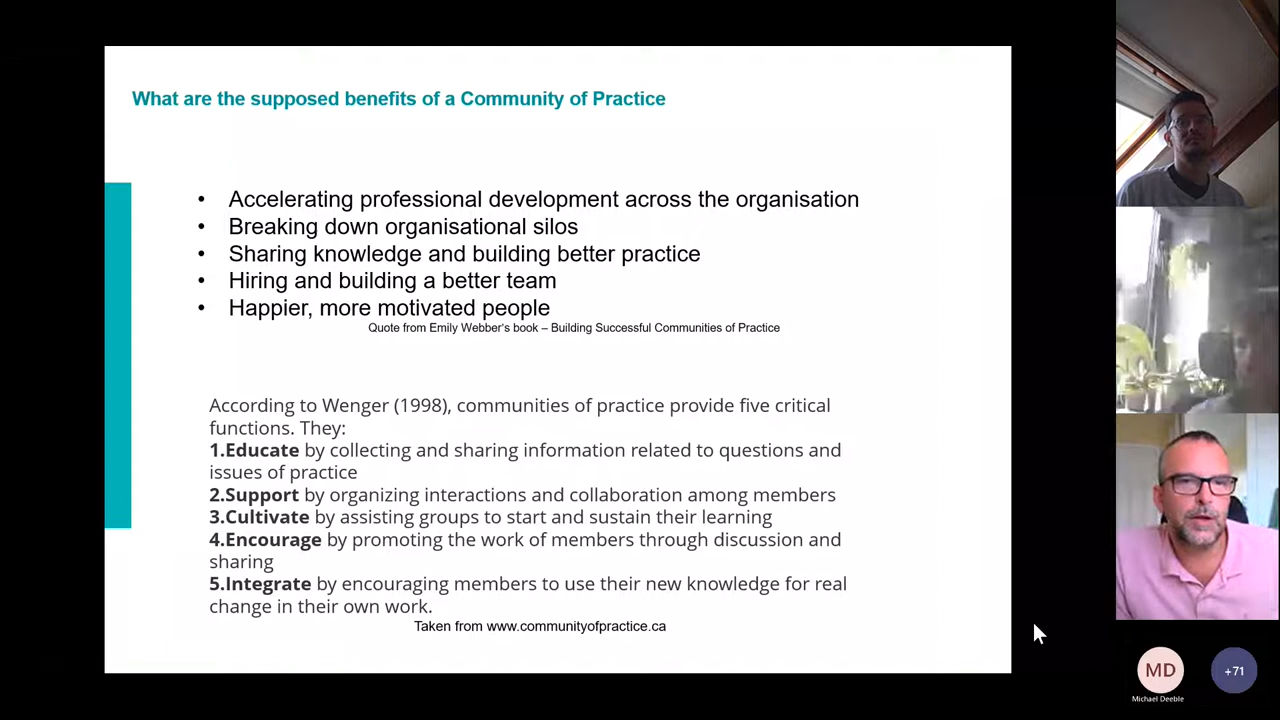 What are the supposed benefits of a Community of Practice
• Accelerating professional development across the organisation
• Breaking down organisational silos
• Sharing knowledge and building better practice
• Hiring and building a better team
• Happier, more motivated people
Quote from Emily Webber's book – Building Successful Communities of Practice
According to Wenger (1998), communities of practice provide five critical
functions. They:
1.Educate by collecting and sharing information related to questions and
issues of practice
2.Support by organizing interactions and collaboration among members
3.Cultivate by assisting groups to start and sustain their learning
4.Encourage by promoting the work of members through discussion and
sharing
5.Integrate by encouraging members to use their new knowledge for real
change in their own work.
Taken from www.communityofpractice.ca
MD
Michael Deeble
+71